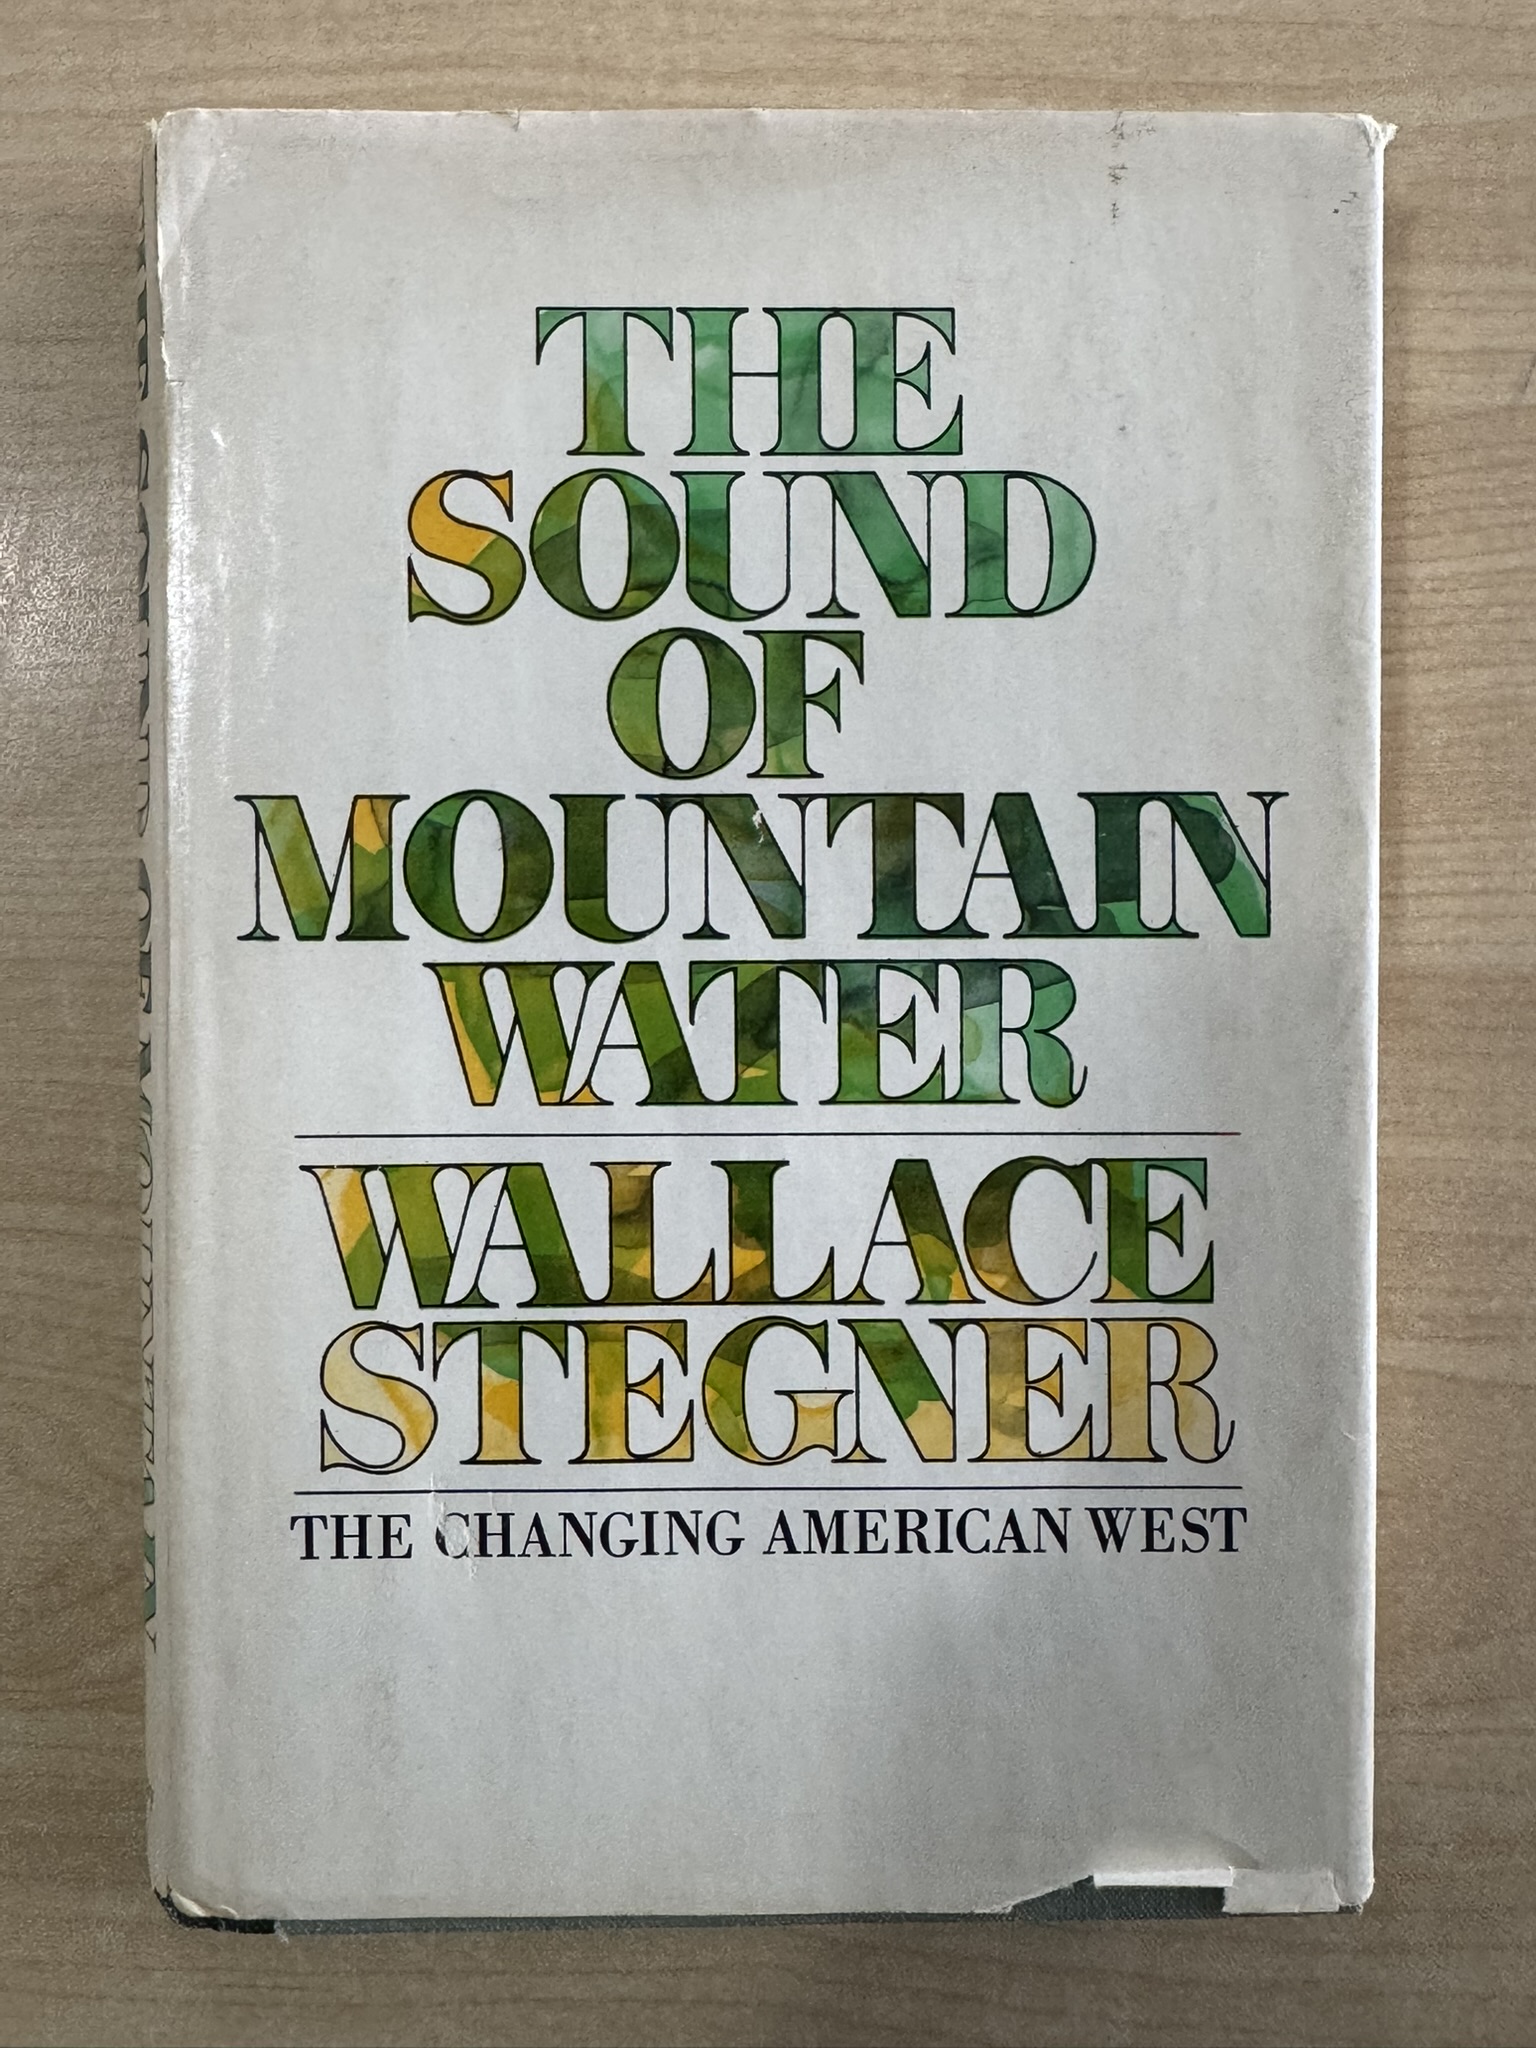 THE
SOUND
OF
MOUNTAIN
WATER
WALLACE
STEGNER
THE CHANGING AMERICAN WEST